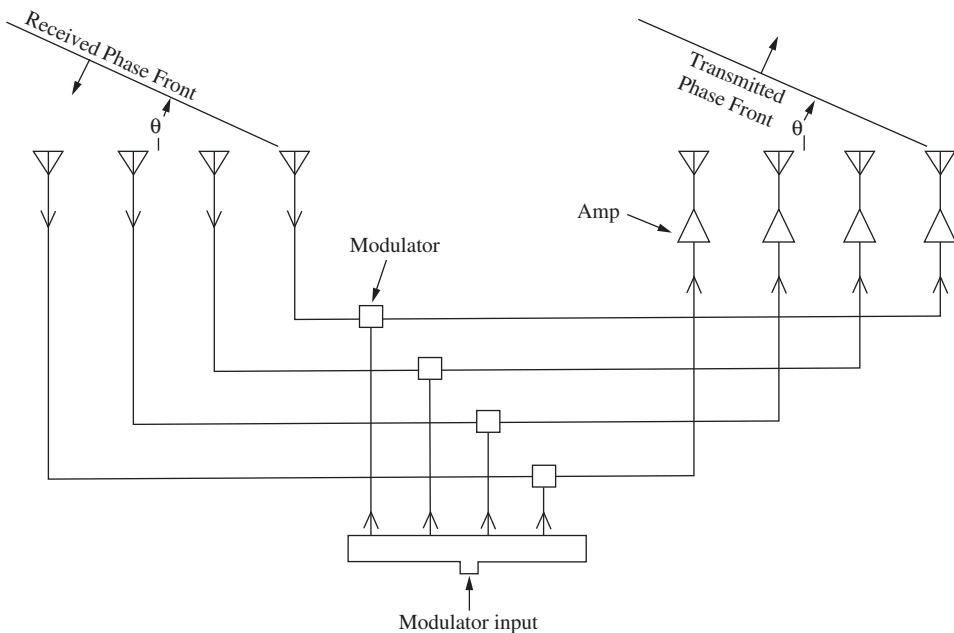 Received Phase Front
Transmitted
Phase Front
θ
θ
Amp
Modulator
Modulator input